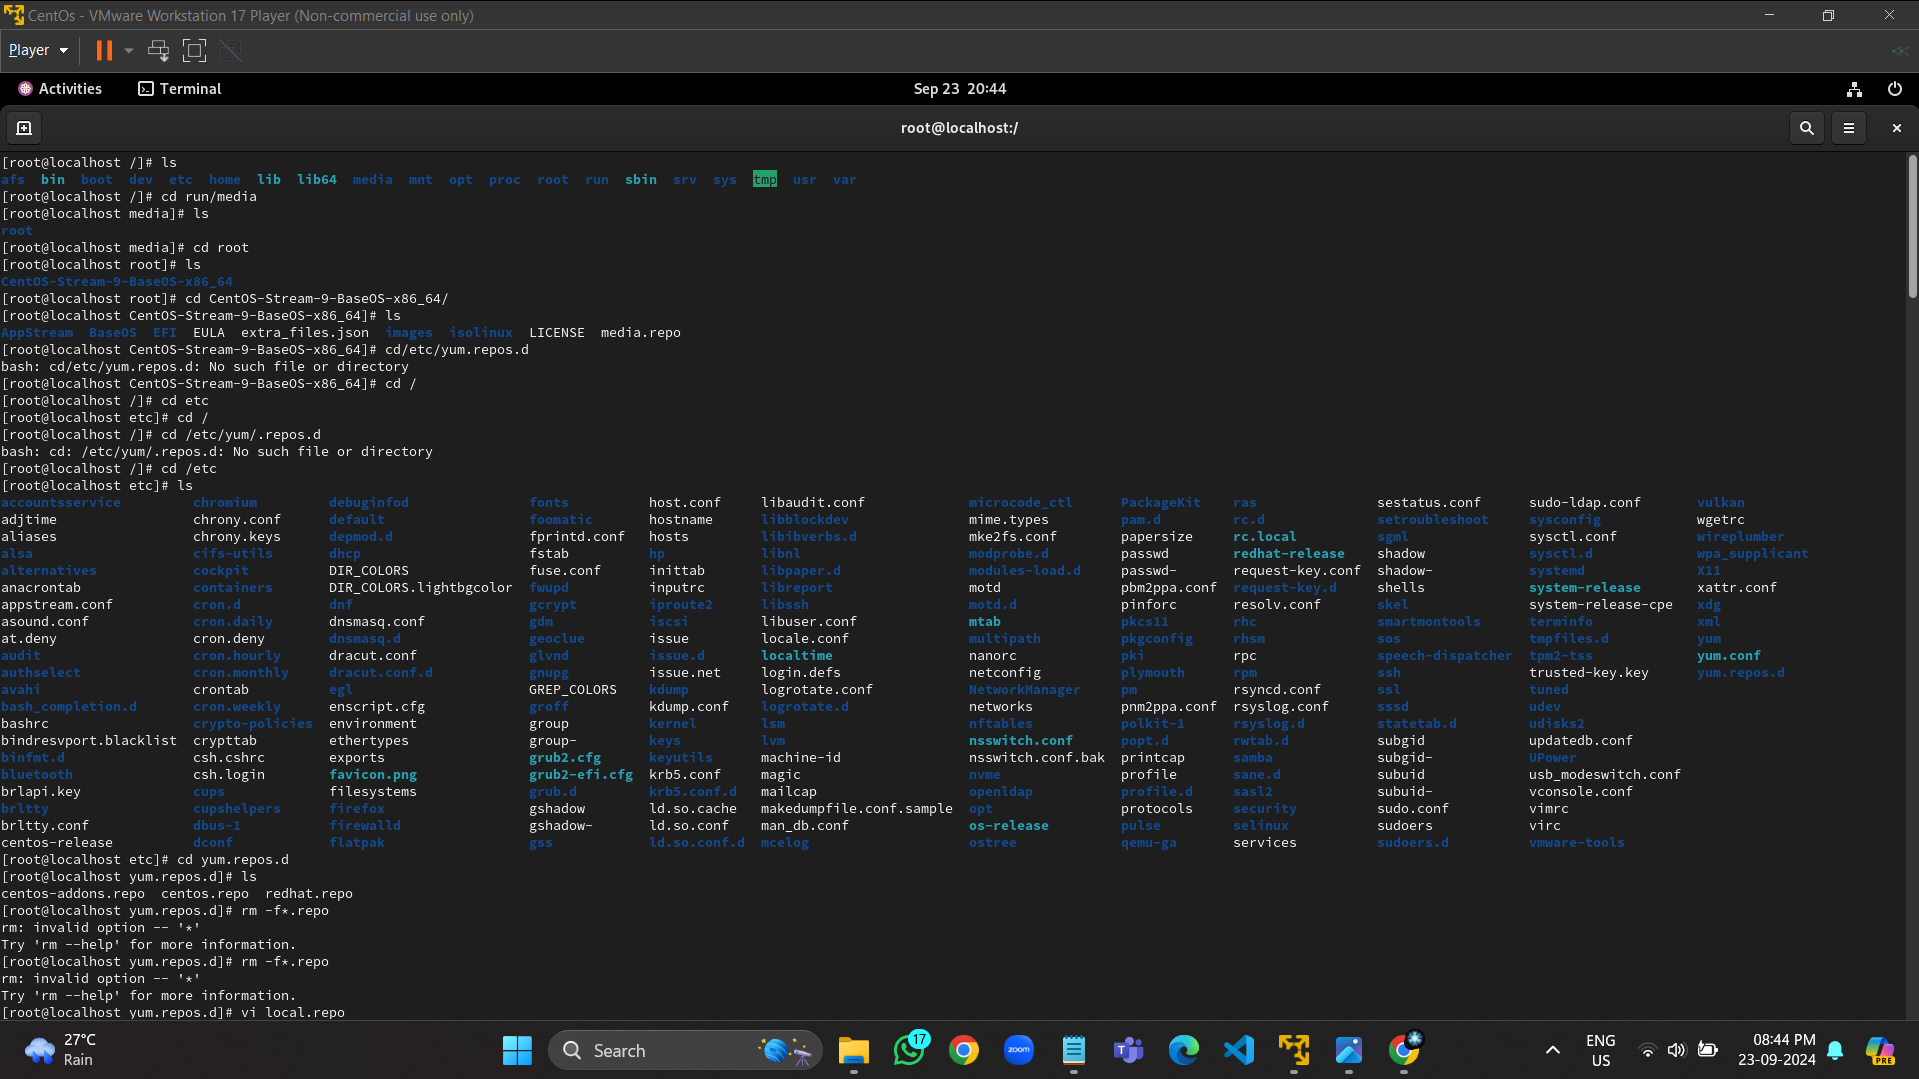 CentOs - VMware Workstation 17 Player (Non-commercial use only)
Player
Activities Terminal Sep 23 20:44
root@localhost:/
[root@localhost /]# ls
afs bin boot dev etc home lib lib64 media mnt opt proc root run sbin srv sys tmp usr var
[root@localhost /]# cd run/media
[root@localhost media]# ls
root
[root@localhost media]# cd root
[root@localhost root]# ls
CentOS-Stream-9-BaseOS-x86_64
[root@localhost root]# cd CentOS-Stream-9-BaseOS-x86_64/
[root@localhost CentOS-Stream-9-BaseOS-x86_64]# ls
AppStream BaseOS EFI EULA extra_files.json images isolinux LICENSE media.repo
[root@localhost CentOS-Stream-9-BaseOS-x86_64]# cd/etc/yum.repos.d
bash: cd/etc/yum.repos.d: No such file or directory
[root@localhost CentOS-Stream-9-BaseOS-x86_64]# cd /
[root@localhost /]# cd etc
[root@localhost etc]# cd /
[root@localhost /]# cd /etc/yum/.repos.d
bash: cd: /etc/yum/.repos.d: No such file or directory
[root@localhost /]# cd /etc
[root@localhost etc]# ls
accountsservice chromium debuginfod fonts host.conf libaudit.conf microcode_ctl PackageKit ras sestatus.conf sudo-ldap.conf vulkan
adjtime chrony.conf default foomatic hostname libblockdev mime.types pam.d rc.d setroubleshoot sysconfig wgetrc
aliases chrony.keys depmod.d fprintd.conf hosts libibverbs.d mke2fs.conf papersize rc.local sgml sysctl.conf wireplumber
alsa cifs-utils dhcp fstab hp libnl modprobe.d passwd redhat-release shadow sysctl.d wpa_supplicant
alternatives cockpit DIR_COLORS fuse.conf inittab libpaper.d modules-load.d passwd- request-key.conf shadow- systemd X11
anacrontab containers DIR_COLORS.lightbgcolor fwupd inputrc libreport motd pbm2ppa.conf request-key.d shells system-release xattr.conf
appstream.conf cron.d dnf gcrypt iproute2 libssh motd.d pinforc resolv.conf skel system-release-cpe xdg
asound.conf cron.daily dnsmasq.conf gdm iscsi libuser.conf mtab pkcs11 rhc smartmontools terminfo xml
at.deny cron.deny dnsmasq.d geoclue issue locale.conf multipath pkgconfig rhsm sos tmpfiles.d yum
audit cron.hourly dracut.conf glvnd issue.d localtime nanorc pki rpc speech-dispatcher tpm2-tss yum.conf
authselect cron.monthly dracut.conf.d gnupg issue.net login.defs netconfig plymouth rpm ssh trusted-key.key yum.repos.d
avahi crontab egl GREP_COLORS kdump logrotate.conf NetworkManager pm rsyncd.conf ssl tuned
bash_completion.d cron.weekly enscript.cfg groff kdump.conf logrotate.d networks pnm2ppa.conf rsyslog.conf sssd udev
bashrc crypto-policies environment group kernel lsm nftables polkit-1 rsyslog.d statetab.d udisks2
bindresvport.blacklist crypttab ethertypes group- keys lvm nsswitch.conf popt.d rwtab.d subgid updatedb.conf
binfmt.d csh.cshrc exports grub2.cfg keyutils machine-id nsswitch.conf.bak printcap samba subgid- UPower
bluetooth csh.login favicon.png grub2-efi.cfg krb5.conf magic nvme profile sane.d subuid usb_modeswitch.conf
brlapi.key cups filesystems grub.d krb5.conf.d mailcap openldap profile.d sasl2 subuid- vconsole.conf
brltty cupshelpers firefox gshadow ld.so.cache makedumpfile.conf.sample opt protocols security sudo.conf vimrc
brltty.conf dbus-1 firewalld gshadow- ld.so.conf man_db.conf os-release pulse selinux sudoers virc
centos-release dconf flatpak gss ld.so.conf.d mcelog ostree qemu-ga services sudoers.d vmware-tools
[root@localhost etc]# cd yum.repos.d
[root@localhost yum.repos.d]# ls
centos-addons.repo centos.repo redhat.repo
[root@localhost yum.repos.d]# rm -f*.repo
rm: invalid option -- '*'
Try 'rm --help' for more information.
[root@localhost yum.repos.d]# rm -f*.repo
rm: invalid option -- '*'
Try 'rm --help' for more information.
[root@localhost yum.repos.d]# vi local.repo
27°C
Rain
Search
17
zoom
ENG
US
08:44 PM
23-09-2024
PRE